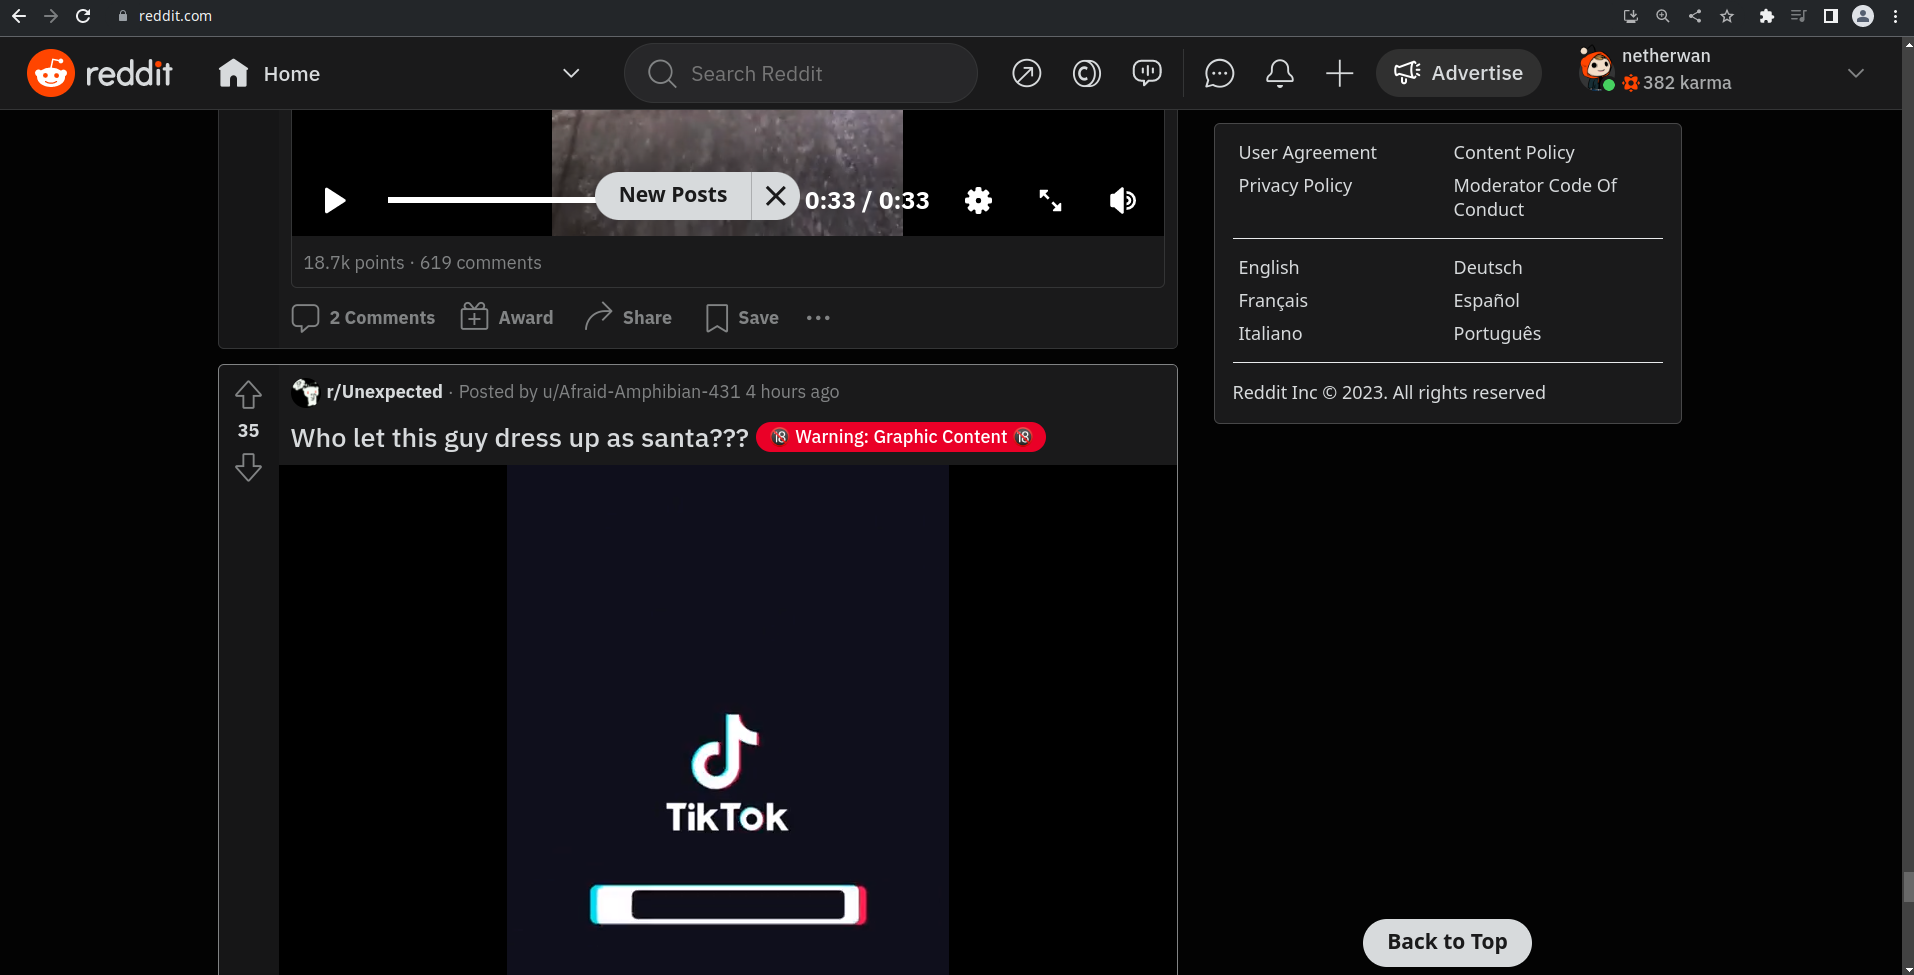 reddit.com
reddit
Home
Search Reddit
Advertise
netherwan
382 karma
New Posts
0:33 / 0:33
18.7k points · 619 comments
2 Comments
Award
Share
Save
r/Unexpected · Posted by u/Afraid-Amphibian-431 4 hours ago
35
Who let this guy dress up as santa???
🔞 Warning: Graphic Content 🔞
TikTok
User Agreement
Content Policy
Privacy Policy
Moderator Code Of
Conduct
English
Deutsch
Français
Español
Italiano
Português
Reddit Inc © 2023. All rights reserved
Back to Top